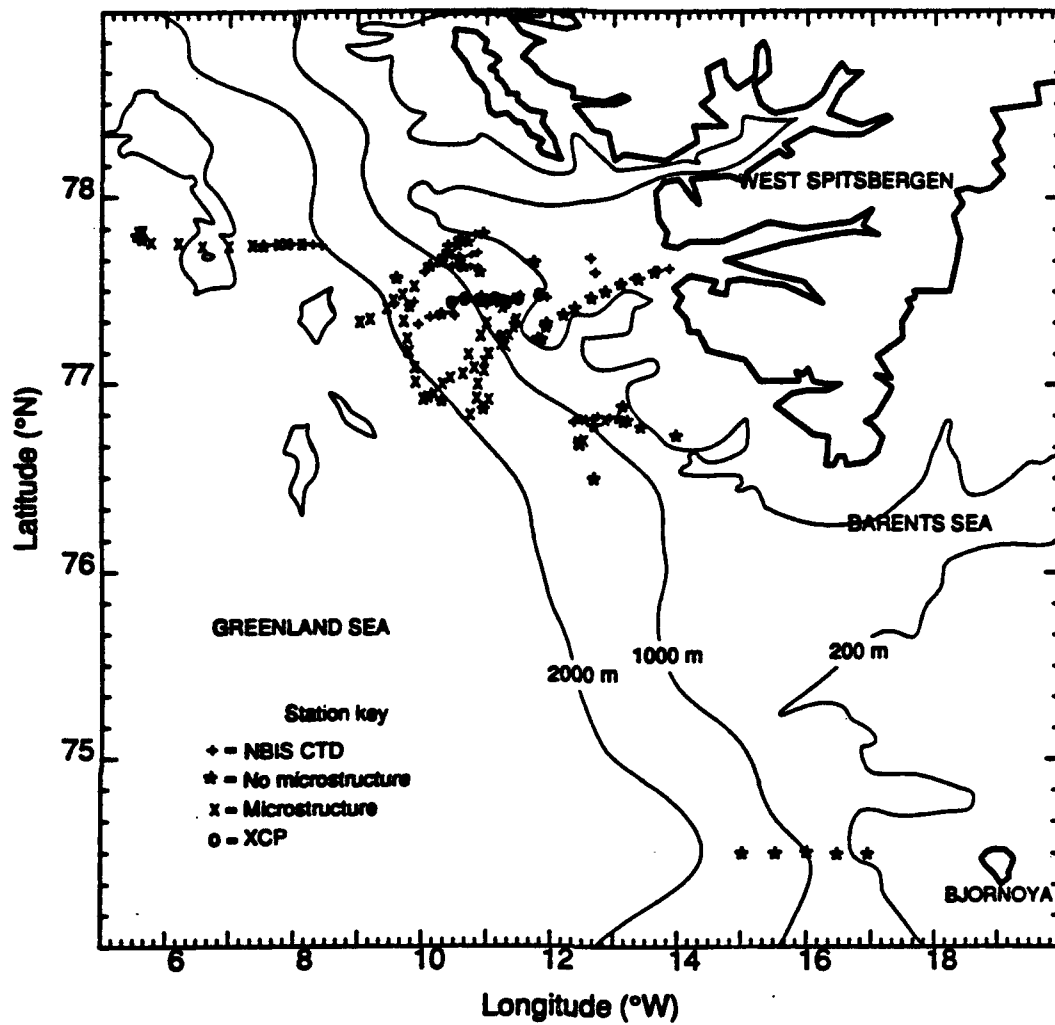 78
77
76
75
Latitude (°N)
WEST SPITSBERGEN
BARENTS SEA
GREENLAND SEA
2000 m
1000 m
200 m
Station key
+ = NBIS CTD
* = No microstructure
x = Microstructure
o = XCP
BJORNOYA
6
8
10
12
14
16
18
Longitude (°W)